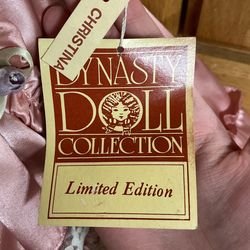 CHRISTINA
DYNASTY
DOLL
COLLECTION
Limited Edition